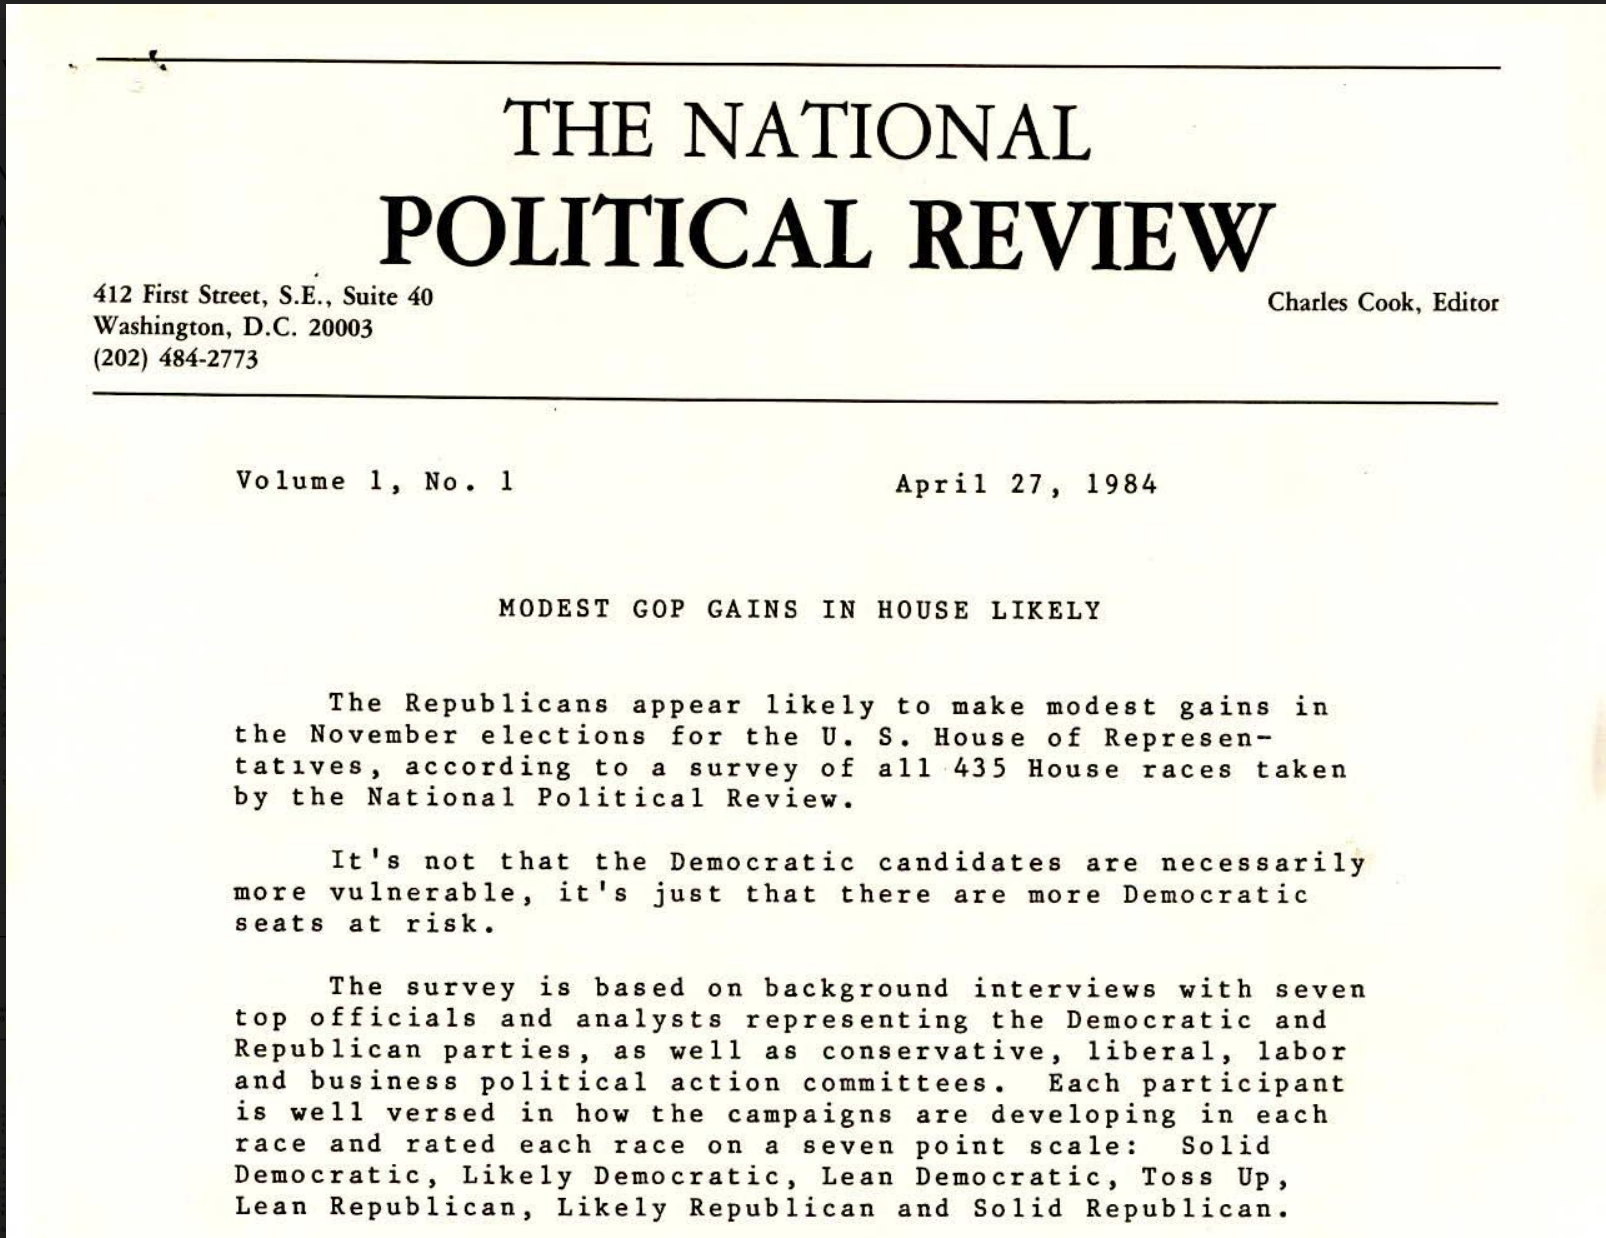 THE NATIONAL
POLITICAL REVIEW
412 First Street, S.E., Suite 40
Washington, D.C. 20003
(202) 484-2773
Charles Cook, Editor
Volume 1, No. 1
April 27, 1984
MODEST GOP GAINS IN HOUSE LIKELY
The Republicans appear likely to make modest gains in
the November elections for the U. S. House of Represen-
tatives, according to a survey of all 435 House races taken
by the National Political Review.
It's not that the Democratic candidates are necessarily
more vulnerable, it's just that there are more Democratic
seats at risk.
The survey is based on background interviews with seven
top officials and analysts representing the Democratic and
Republican parties, as well as conservative, liberal, labor
and business political action committees. Each participant
is well versed in how the campaigns are developing in each
race and rated each race on a seven point scale: Solid
Democratic, Likely Democratic, Lean Democratic, Toss Up,
Lean Republican, Likely Republican and Solid Republican.